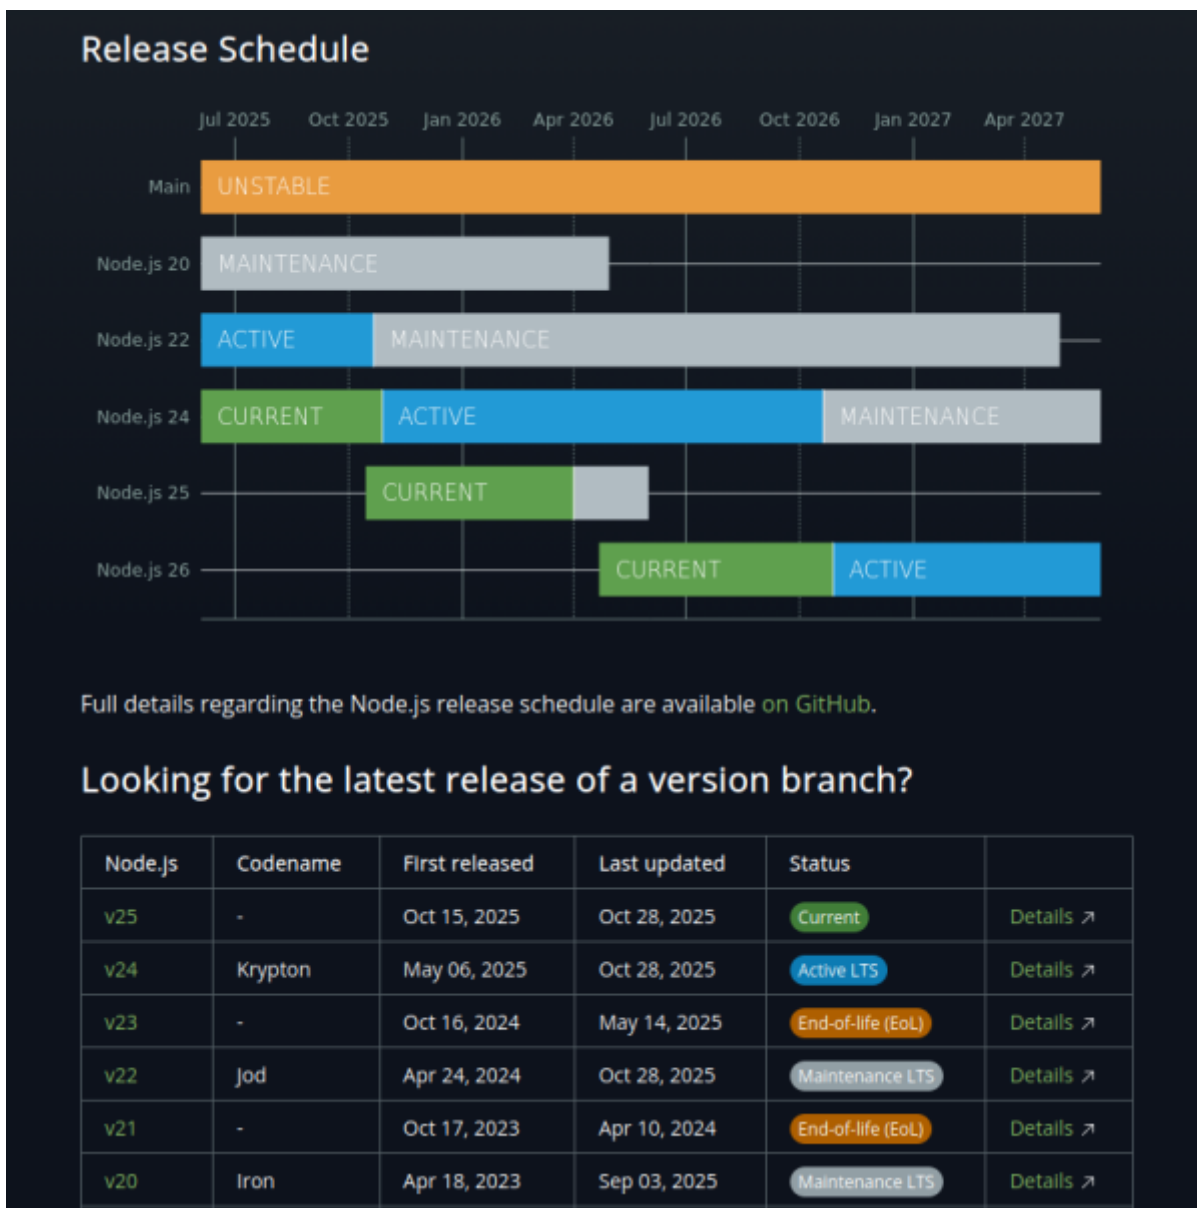 Release Schedule
Jul 2025 Oct 2025 Jan 2026 Apr 2026 Jul 2026 Oct 2026 Jan 2027 Apr 2027
Main UNSTABLE
Node.js 20 MAINTENANCE
Node.js 22 ACTIVE MAINTENANCE
Node.js 24 CURRENT ACTIVE MAINTENANCE
Node.js 25 CURRENT
Node.js 26 CURRENT ACTIVE
Full details regarding the Node.js release schedule are available on GitHub.
Looking for the latest release of a version branch?
Node.js Codename First released Last updated Status
v25 - Oct 15, 2025 Oct 28, 2025 Current Details ↗
v24 Krypton May 06, 2025 Oct 28, 2025 Active LTS Details ↗
v23 - Oct 16, 2024 May 14, 2025 End-of-life (EoL) Details ↗
v22 Jod Apr 24, 2024 Oct 28, 2025 Maintenance LTS Details ↗
v21 - Oct 17, 2023 Apr 10, 2024 End-of-life (EoL) Details ↗
v20 Iron Apr 18, 2023 Sep 03, 2025 Maintenance LTS Details ↗